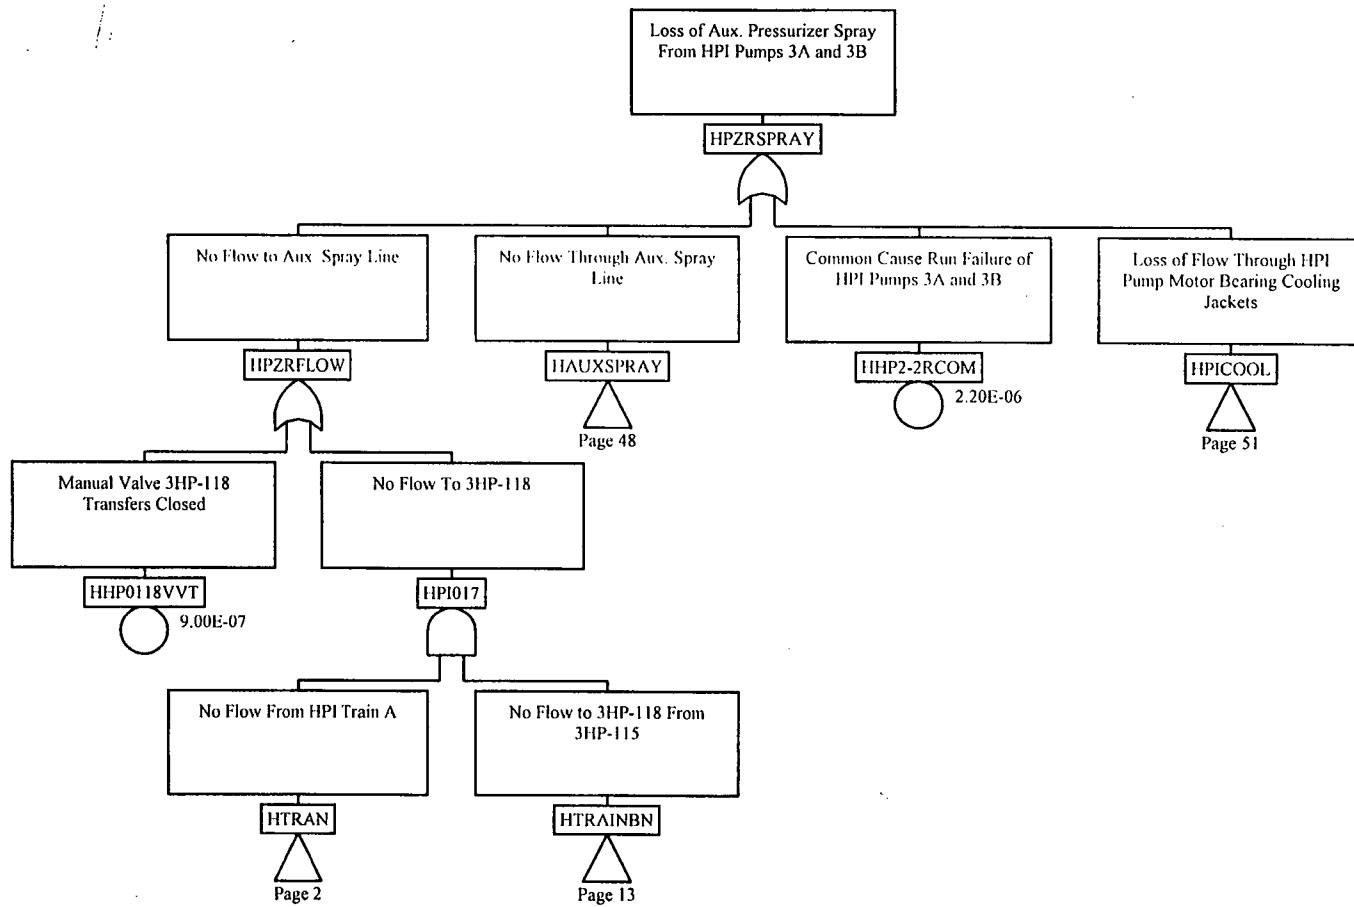 Loss of Aux. Pressurizer Spray
From HPI Pumps 3A and 3B
HPZRSPRAY
No Flow to Aux. Spray Line
HPZRFLOW
No Flow Through Aux. Spray
Line
HAUXSPRAY
Page 48
Common Cause Run Failure of
HPI Pumps 3A and 3B
HHP2-2RCOM
2.20E-06
Loss of Flow Through HPI
Pump Motor Bearing Cooling
Jackets
HPICOOL
Page 51
Manual Valve 3HP-118
Transfers Closed
HHP0118VVT
9.00E-07
No Flow To 3HP-118
HPI017
No Flow From HPI Train A
HTRAN
Page 2
No Flow to 3HP-118 From
3HP-115
HTRAINBN
Page 13